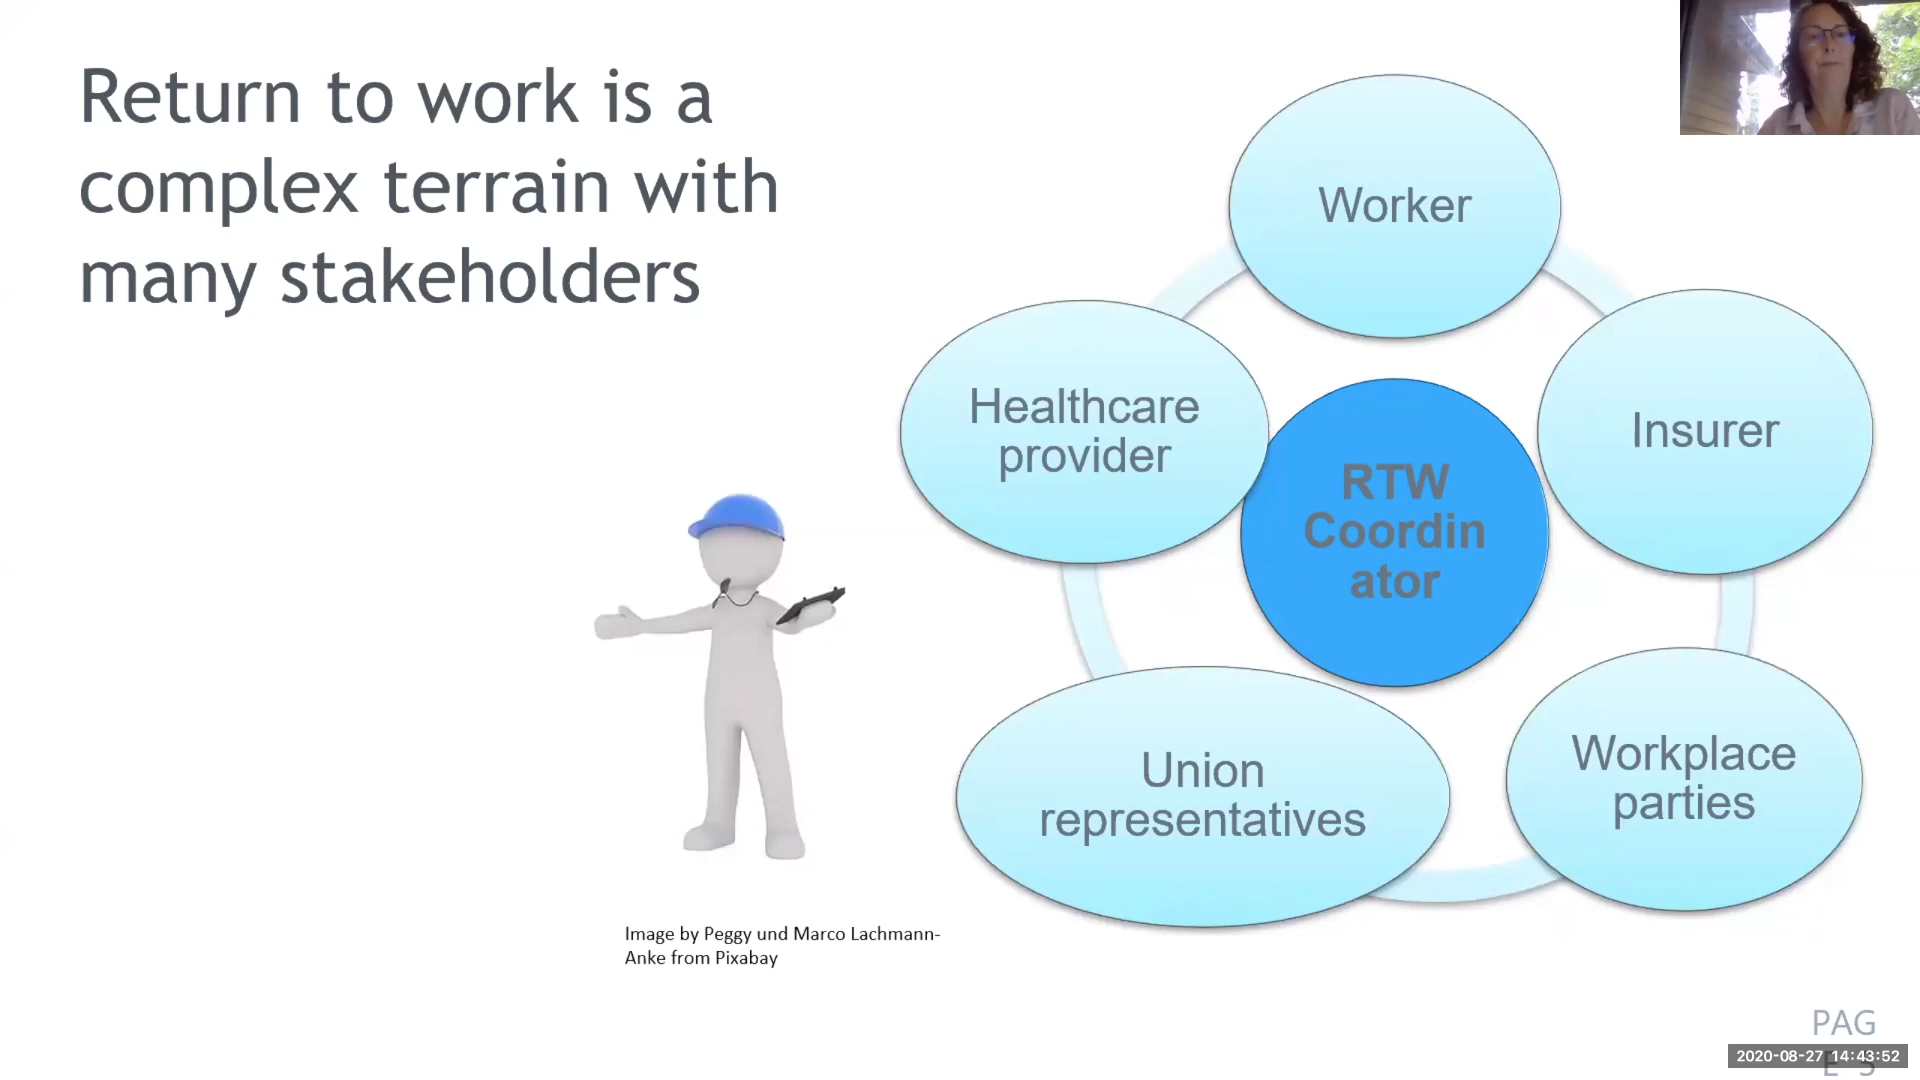 Return to work is a
complex terrain with
many stakeholders
Worker
Healthcare
provider
Insurer
RTW
Coordin
ator
Union
representatives
Workplace
parties
Image by Peggy und Marco Lachmann-
Anke from Pixabay
PAG
2020-08-27 14:43:52